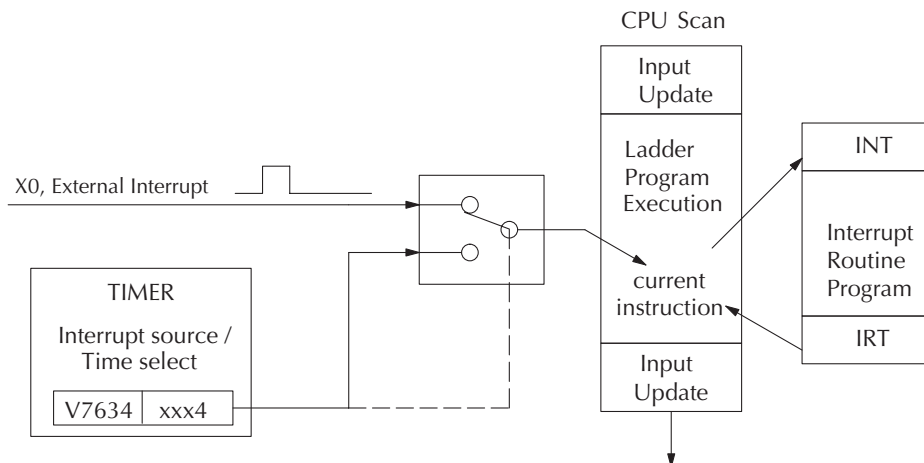 CPU Scan
Input
Update
Ladder
Program
Execution
current
instruction
Input
Update
INT
Interrupt
Routine
Program
IRT
X0, External Interrupt
TIMER
Interrupt source /
Time select
V7634 xxx4